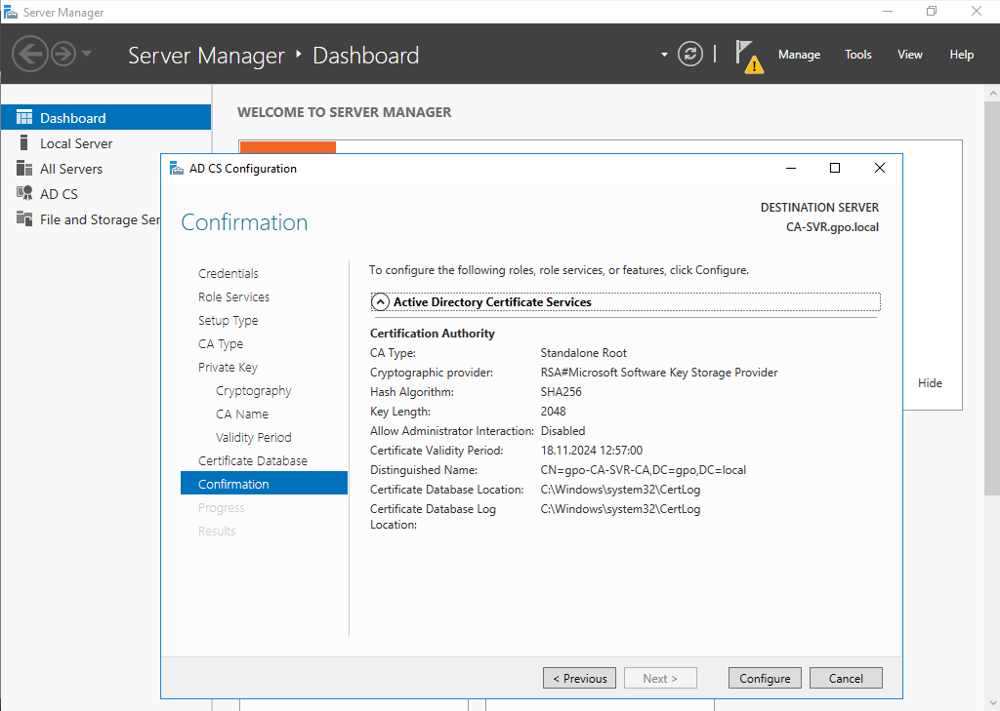 Server Manager
Server Manager ‣ Dashboard
Manage Tools View Help
Dashboard
Local Server
All Servers
AD CS
File and Storage Ser
WELCOME TO SERVER MANAGER
Hide
AD CS Configuration
Confirmation
DESTINATION SERVER
CA-SVR.gpo.local
Credentials
Role Services
Setup Type
CA Type
Private Key
Cryptography
CA Name
Validity Period
Certificate Database
Confirmation
Progress
Results
To configure the following roles, role services, or features, click Configure.
Active Directory Certificate Services
Certification Authority
CA Type: Standalone Root
Cryptographic provider: RSA#Microsoft Software Key Storage Provider
Hash Algorithm: SHA256
Key Length: 2048
Allow Administrator Interaction: Disabled
Certificate Validity Period: 18.11.2024 12:57:00
Distinguished Name: CN=gpo-CA-SVR-CA,DC=gpo,DC=local
Certificate Database Location: C:\Windows\system32\CertLog
Certificate Database Log C:\Windows\system32\CertLog
Location:
< Previous Next > Configure Cancel